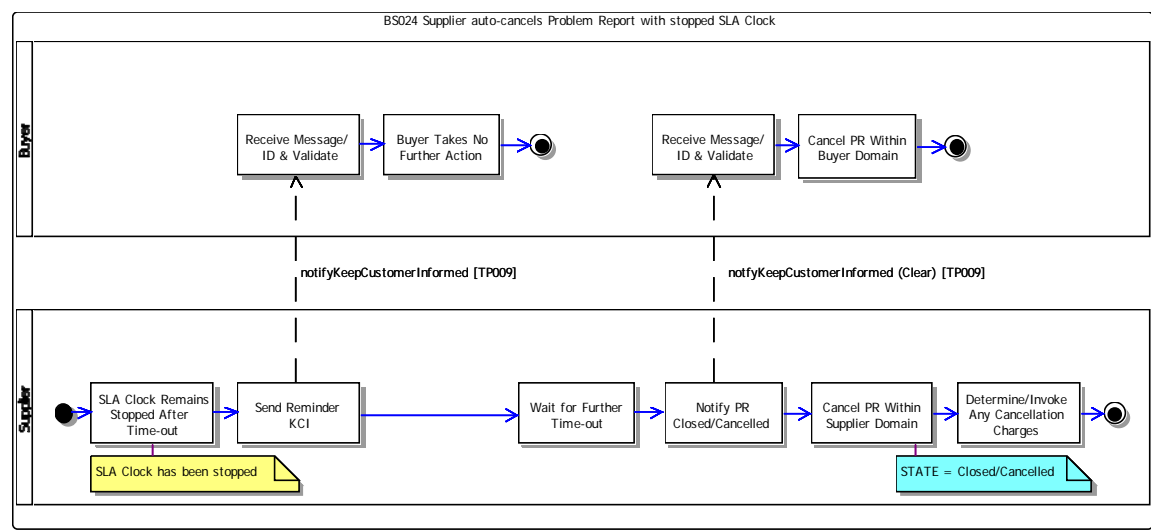 BS024 Supplier auto-cancels Problem Report with stopped SLA Clock
Buyer
Receive Message/
ID & Validate
Buyer Takes No
Further Action
Receive Message/
ID & Validate
Cancel PR Within
Buyer Domain
notifyKeepCustomerInformed [TP009]
notfyKeepCustomerInformed (Clear) [TP009]
Supplier
SLA Clock Remains
Stopped After
Time-out
Send Reminder
KCI
Wait for Further
Time-out
Notify PR
Closed/Cancelled
Cancel PR Within
Supplier Domain
Determine/Invoke
Any Cancellation
Charges
SLA Clock has been stopped
STATE = Closed/Cancelled